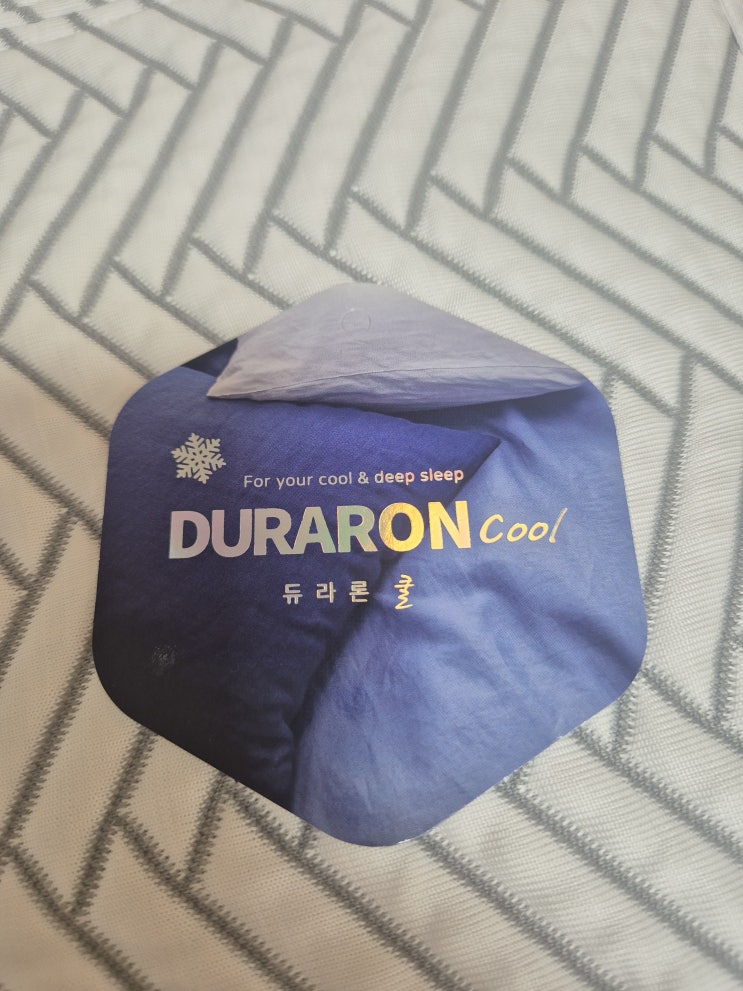 For your cool & deep sleep
DURARON cool
듀라론 쿨